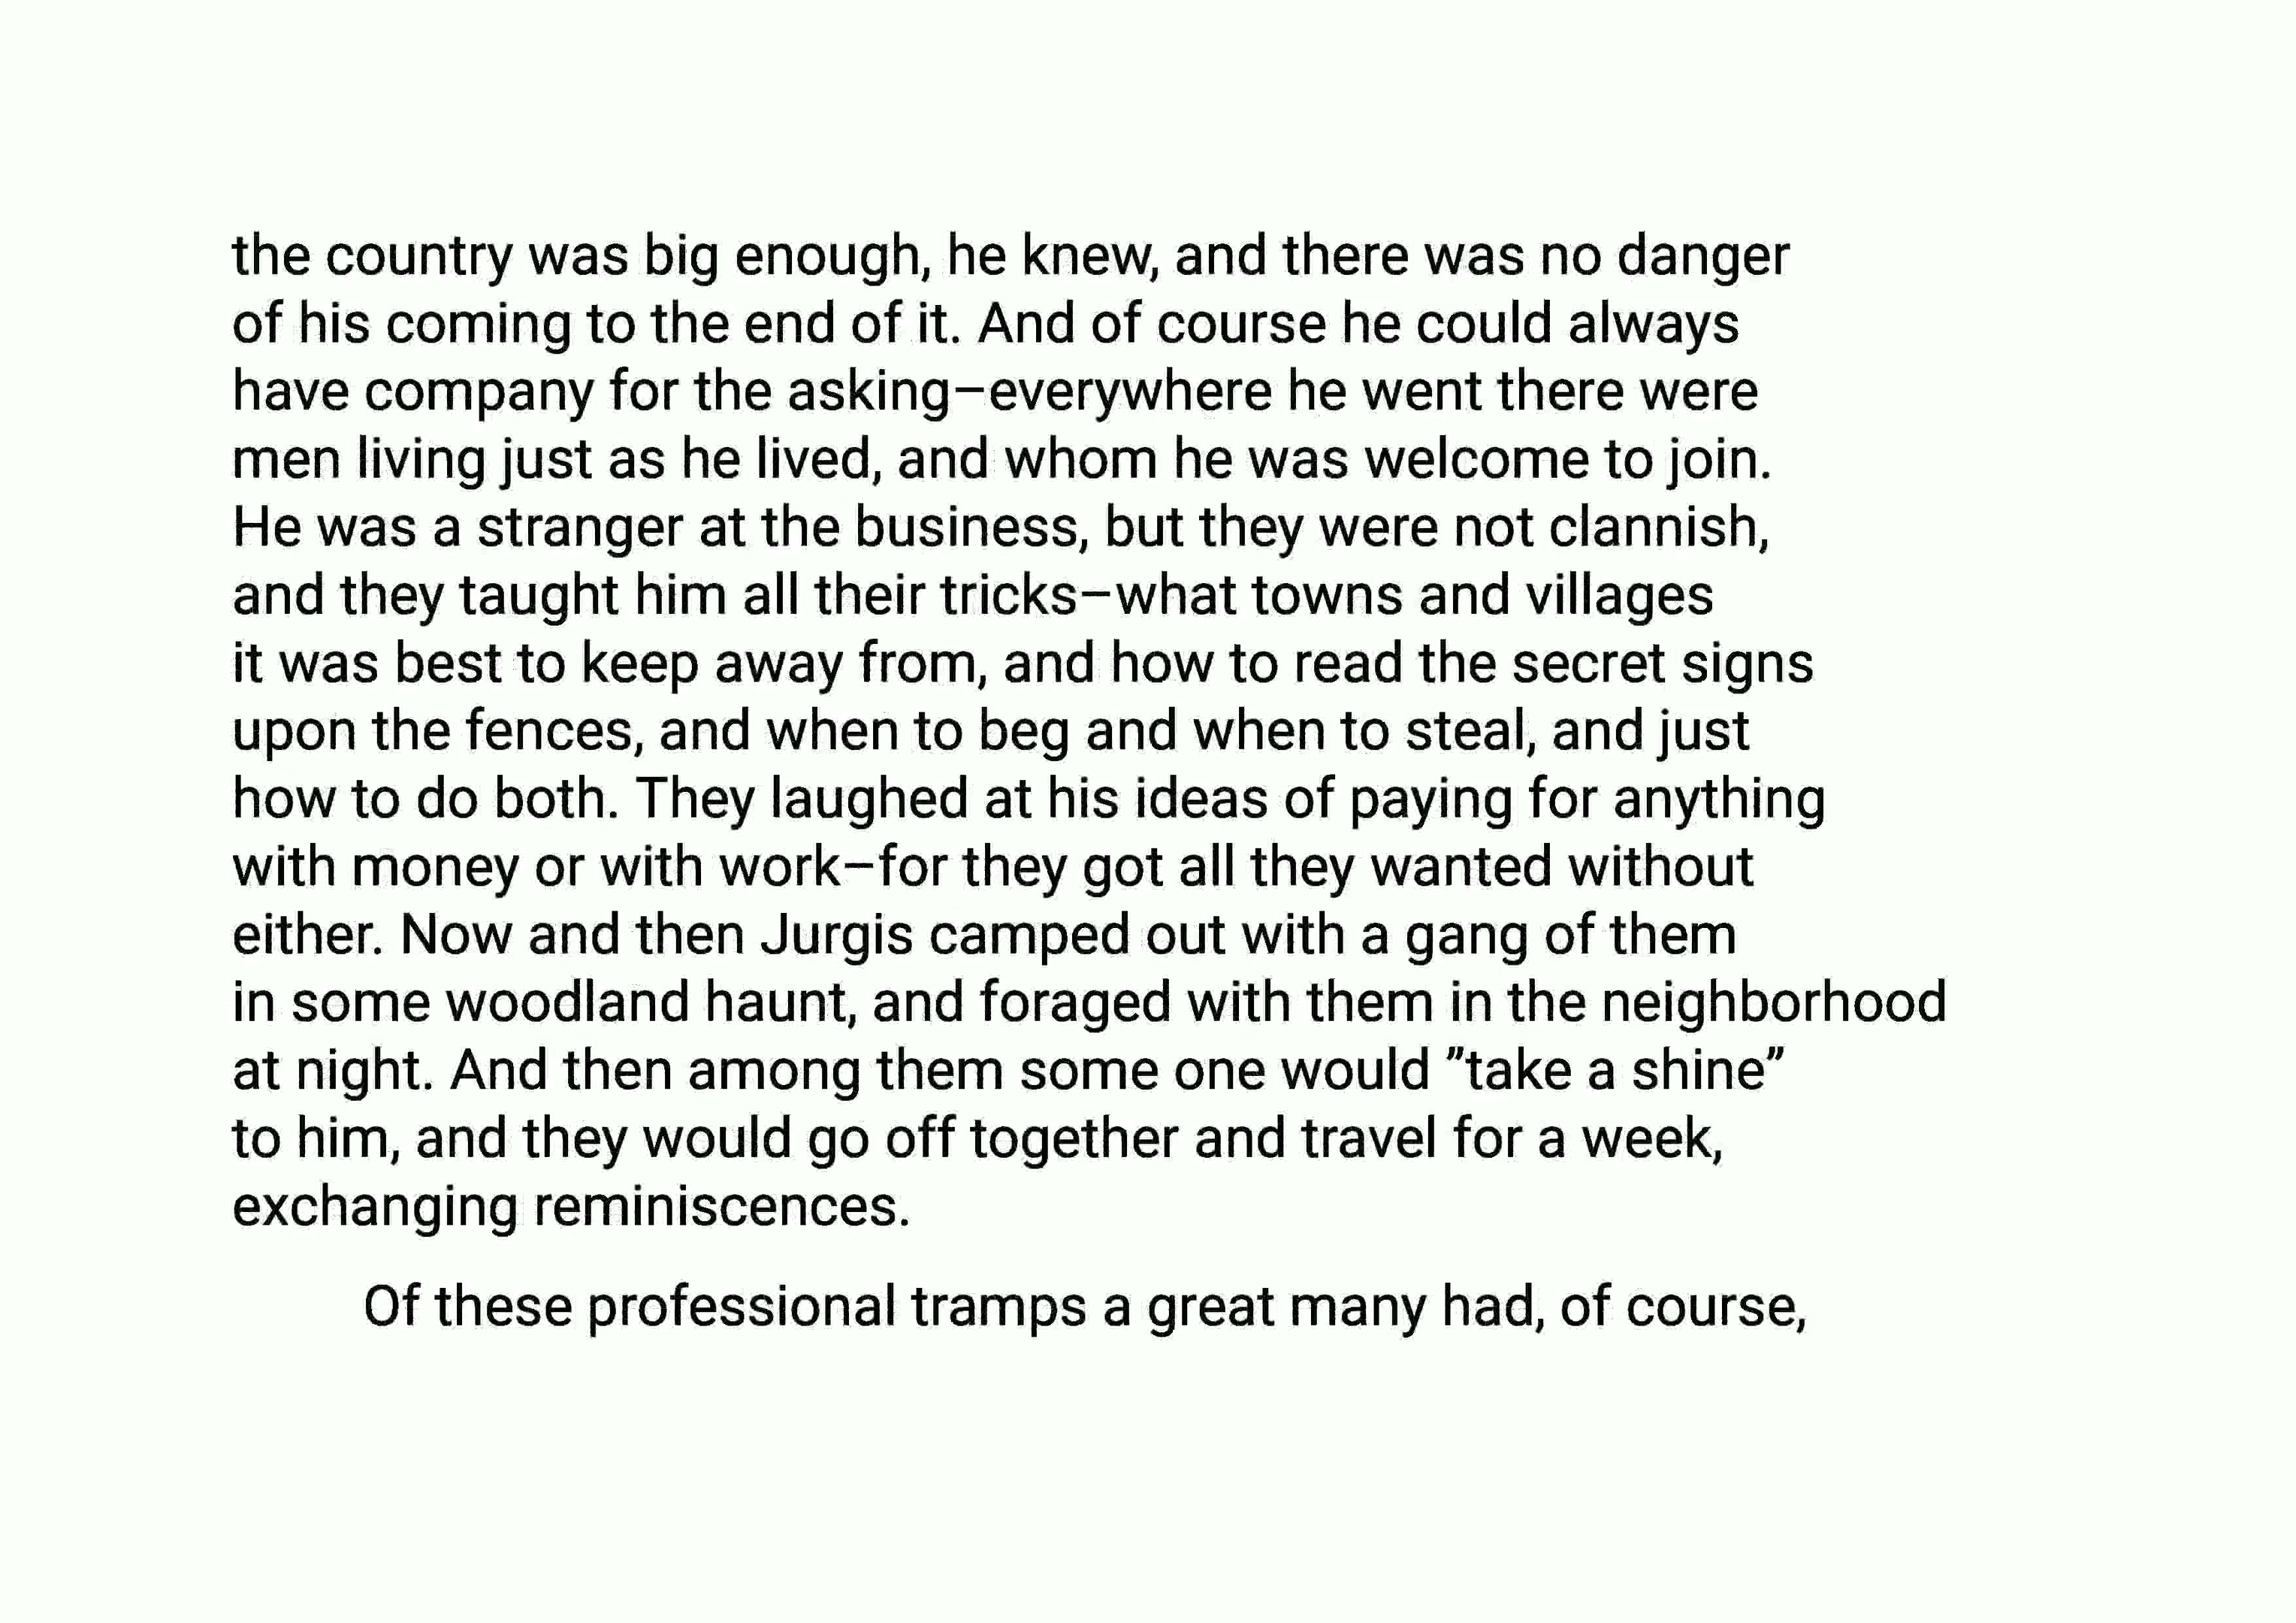 the country was big enough, he knew, and there was no danger
of his coming to the end of it. And of course he could always
have company for the asking–everywhere he went there were
men living just as he lived, and whom he was welcome to join.
He was a stranger at the business, but they were not clannish,
and they taught him all their tricks–what towns and villages
it was best to keep away from, and how to read the secret signs
upon the fences, and when to beg and when to steal, and just
how to do both. They laughed at his ideas of paying for anything
with money or with work–for they got all they wanted without
either. Now and then Jurgis camped out with a gang of them
in some woodland haunt, and foraged with them in the neighborhood
at night. And then among them some one would ”take a shine”
to him, and they would go off together and travel for a week,
exchanging reminiscences.
Of these professional tramps a great many had, of course,